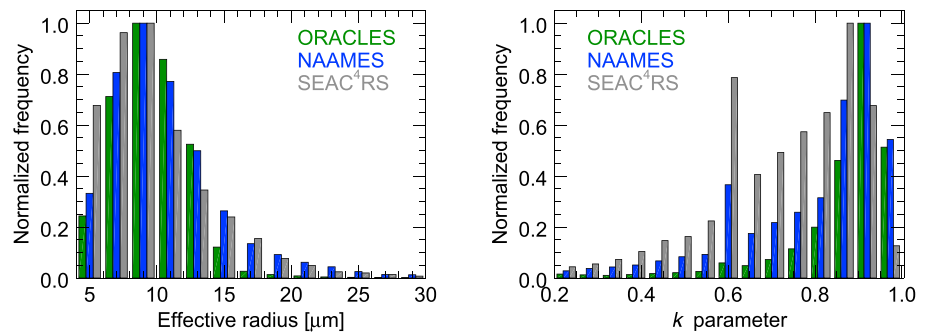 Normalized frequency
1.0
0.8
0.6
0.4
0.2
0.0
ORACLES
NAAMES
SEAC⁴RS
5 10 15 20 25 30
Effective radius [μm]
Normalized frequency
1.0
0.8
0.6
0.4
0.2
0.0
ORACLES
NAAMES
SEAC⁴RS
0.2 0.4 0.6 0.8 1.0
k parameter